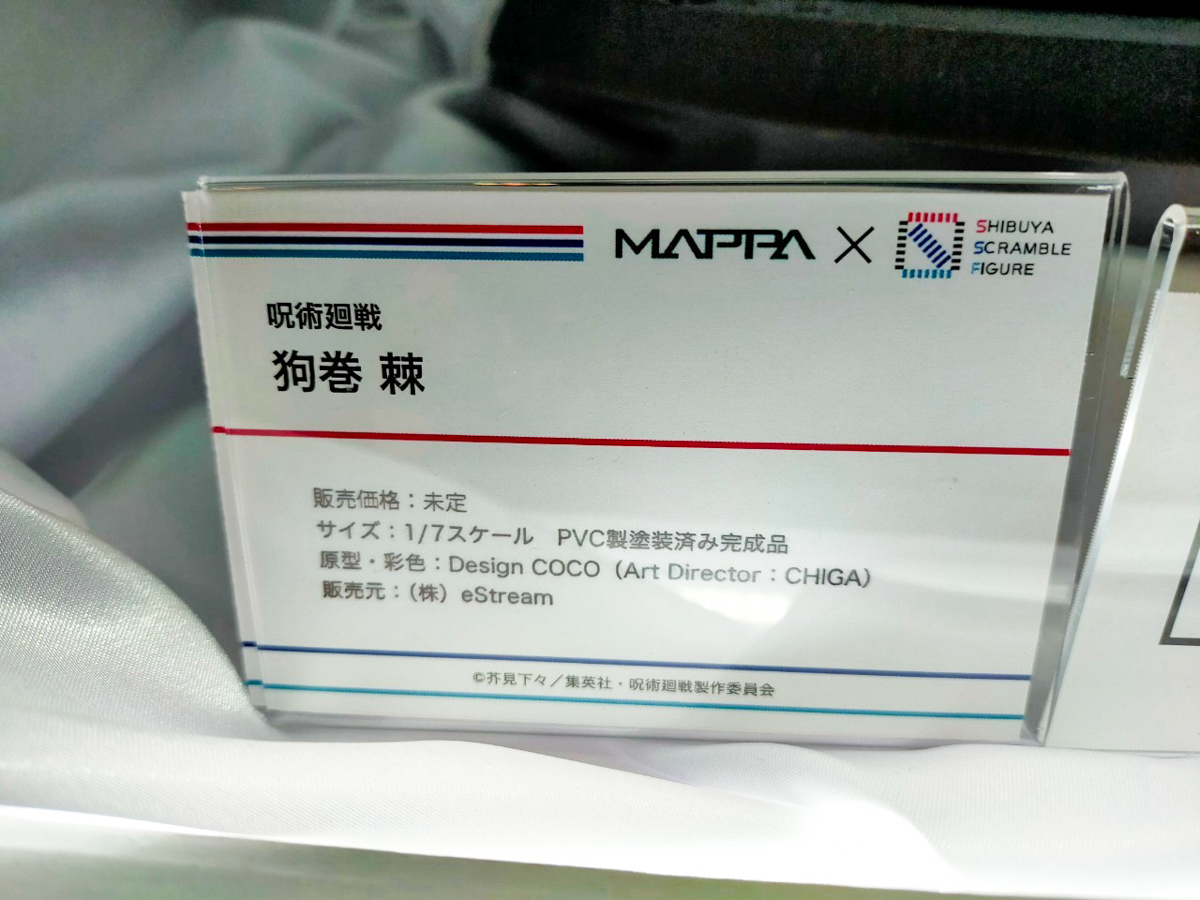 MAPPA × SHIBUYA
SCRAMBLE
FIGURE
呪術廻戦
狗巻 棘
販売価格：未定
サイズ：1/7スケール　PVC製塗装済み完成品
原型・彩色：Design COCO（Art Director：CHIGA）
販売元：（株）eStream
©芥見下々／集英社・呪術廻戦製作委員会